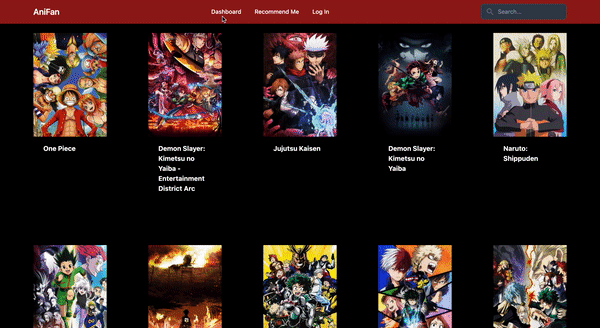 AniFan
Dashboard
Recommend Me
Log In
Search...
One Piece
Demon Slayer:
Kimetsu no
Yaiba -
Entertainment
District Arc
Jujutsu Kaisen
Demon Slayer:
Kimetsu no
Yaiba
Naruto:
Shippuden